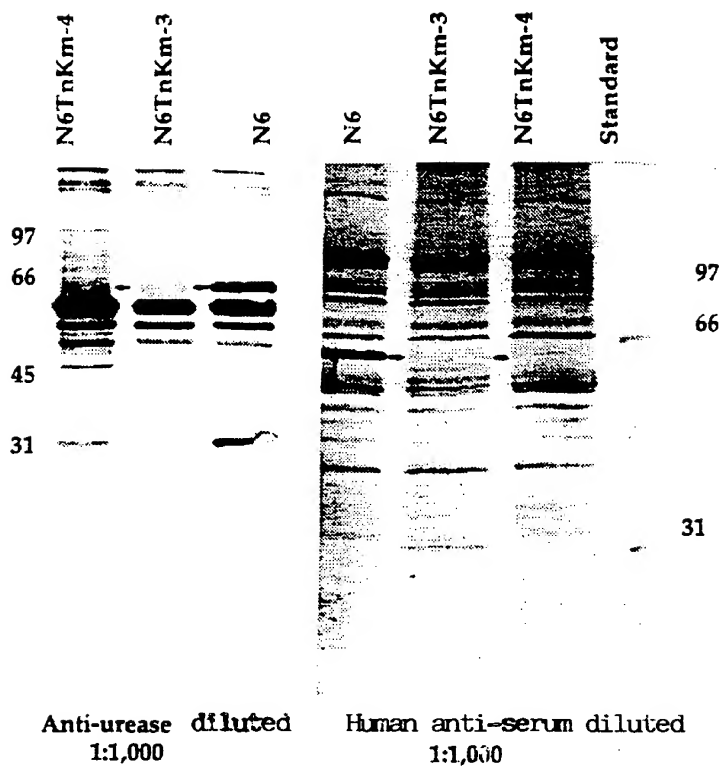 N6TnKm-4
N6TnKm-3
N6
N6
N6TnKm-3
N6TnKm-4
Standard
97
66
45
31
97
66
31
Anti-urease diluted
1:1,000
Human anti-serum diluted
1:1,000